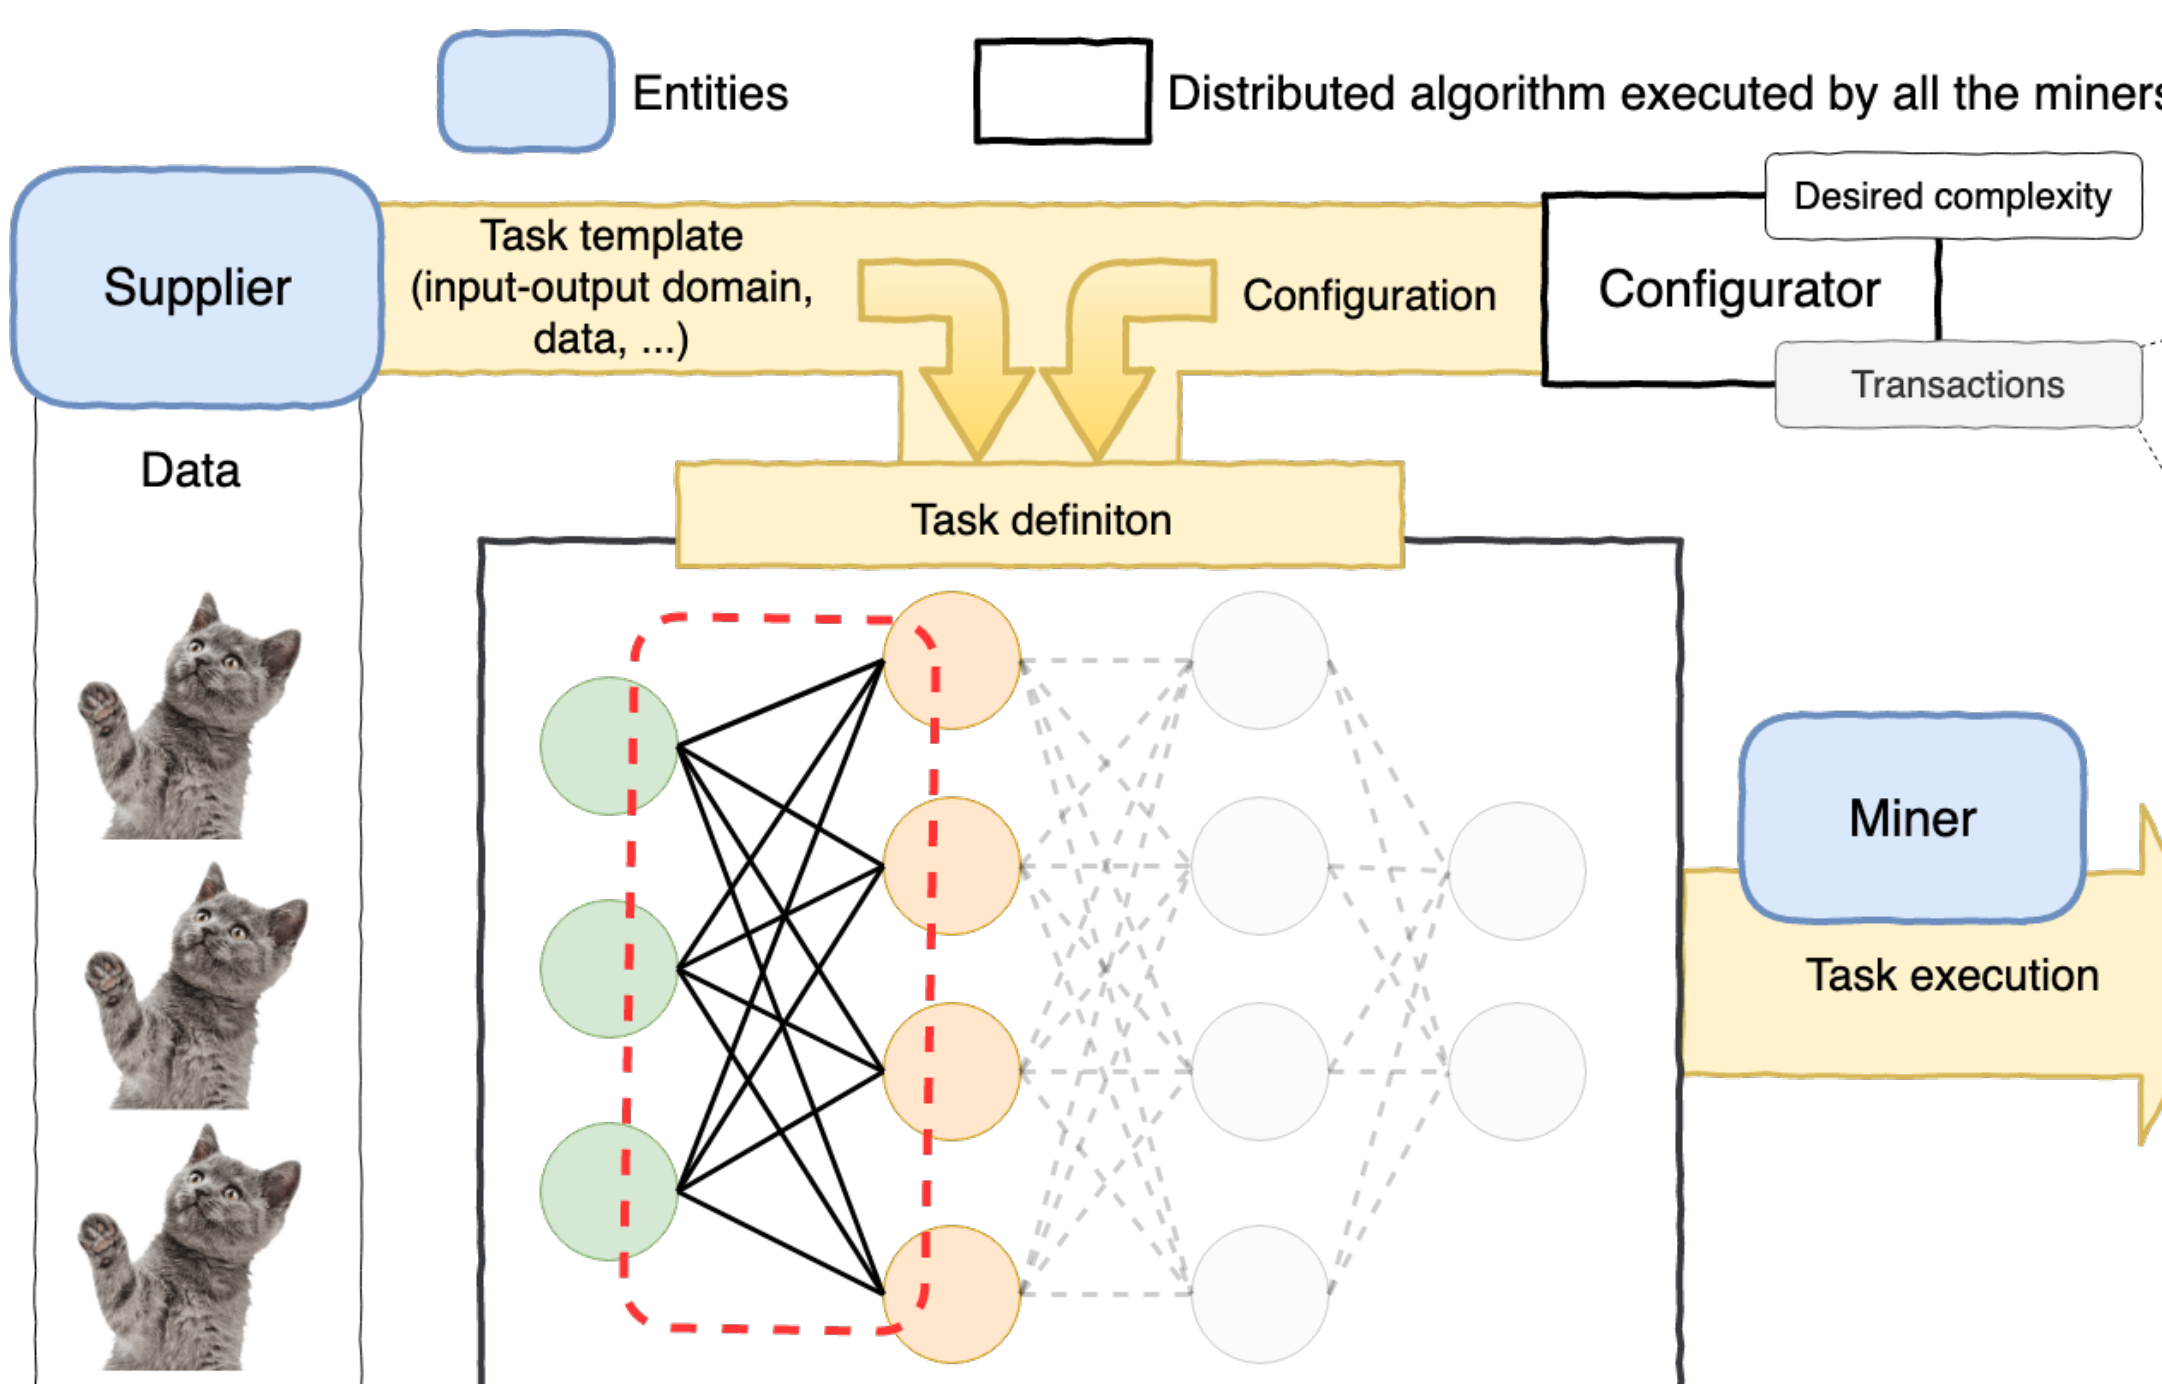 Entities
Distributed algorithm executed by all the miners
Desired complexity
Supplier
Task template
(input-output domain,
data, ...)
Configuration
Configurator
Transactions
Data
Task definiton
Miner
Task execution